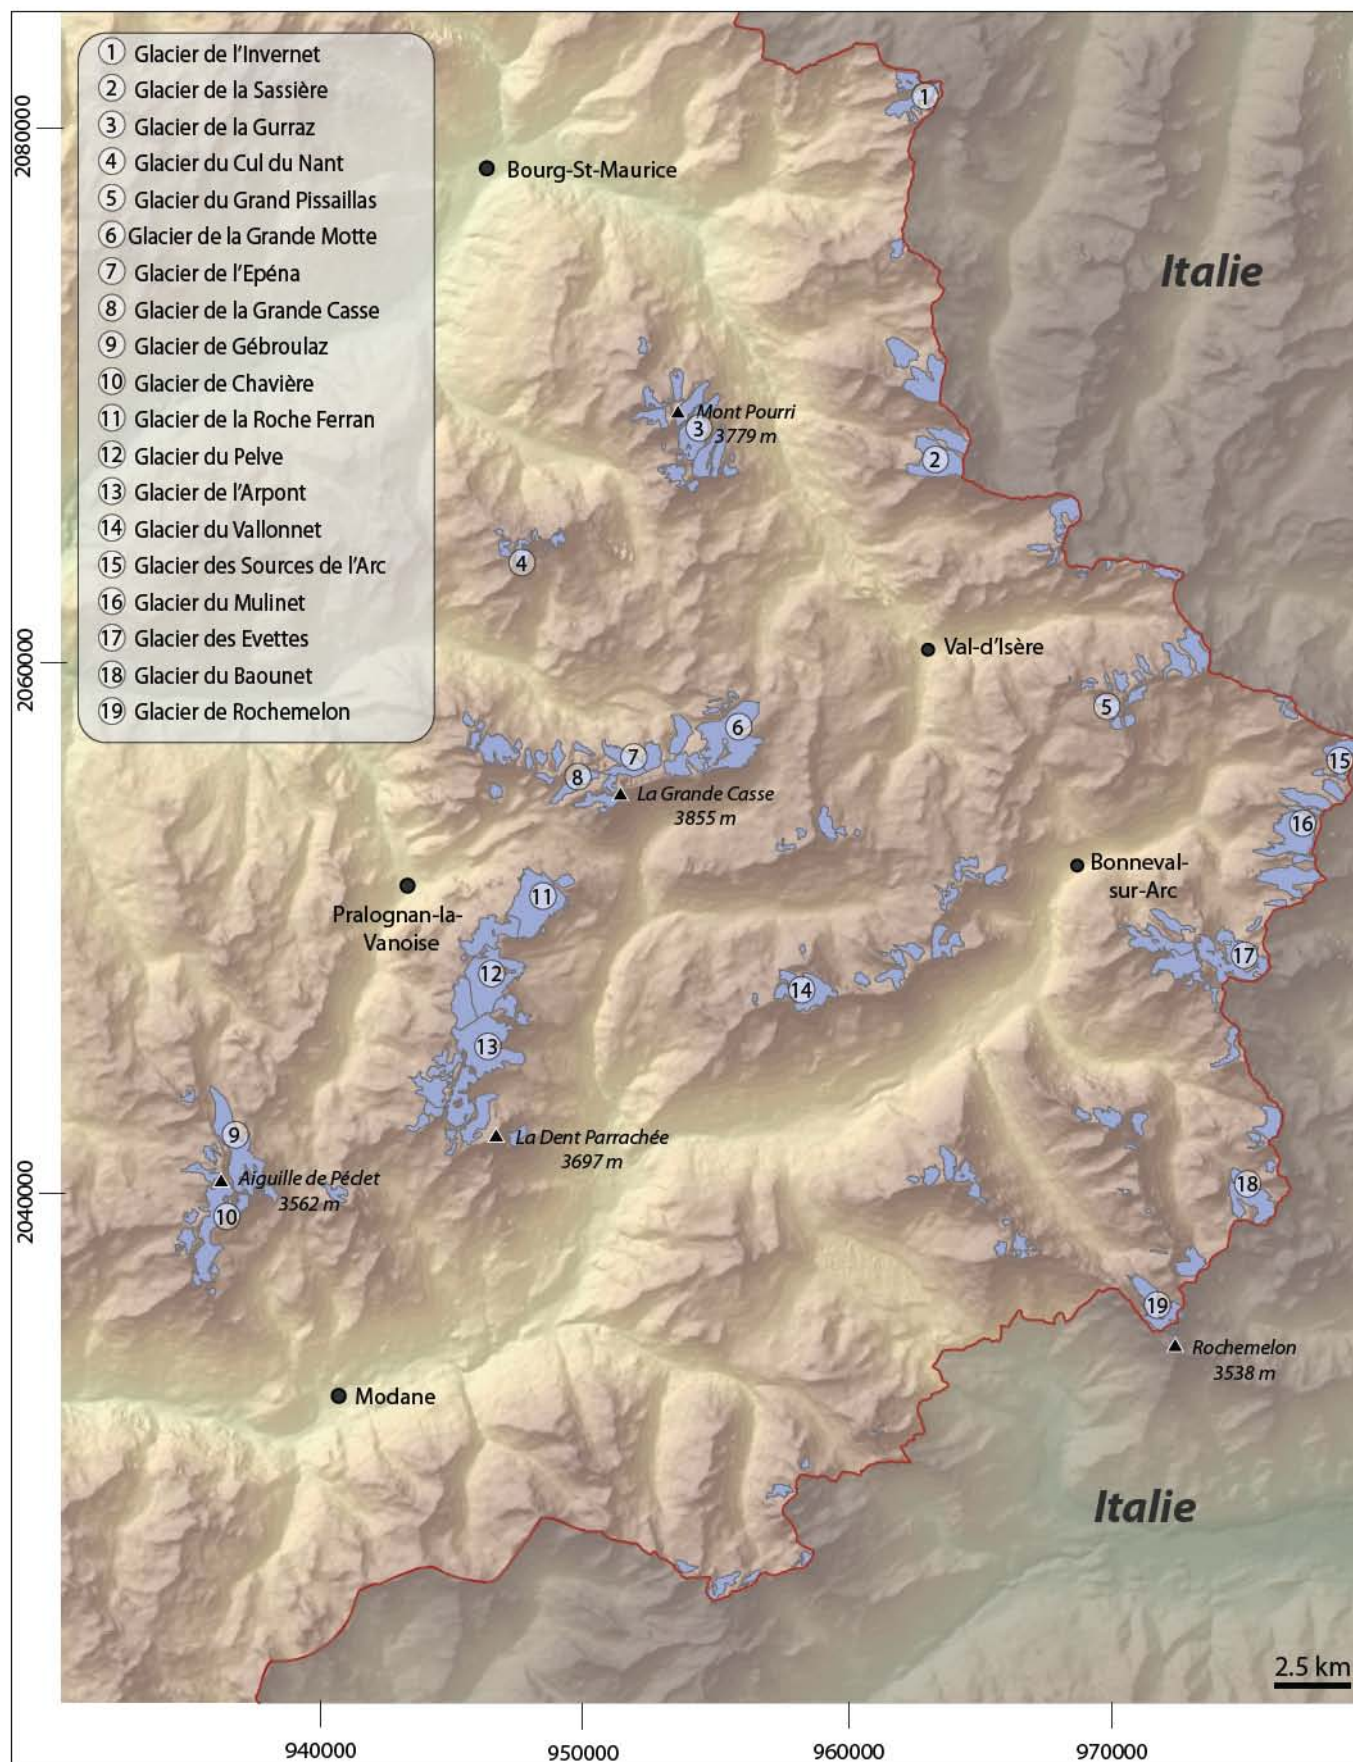 1 Glacier de l'Invernet
2 Glacier de la Sassière
3 Glacier de la Gurraz
4 Glacier du Cul du Nant
5 Glacier du Grand Pissaillas
6 Glacier de la Grande Motte
7 Glacier de l'Epéna
8 Glacier de la Grande Casse
9 Glacier de Gébroulaz
10 Glacier de Chavière
11 Glacier de la Roche Ferran
12 Glacier du Pelve
13 Glacier de l'Arpont
14 Glacier du Vallonnet
15 Glacier des Sources de l'Arc
16 Glacier du Mulinet
17 Glacier des Evettes
18 Glacier du Baounet
19 Glacier de Rochemelon
2080000
2060000
2040000
1
Bourg-St-Maurice
Italie
Mont Pourri
3779 m
3
2
4
Val-d'Isère
5
6
7
8
La Grande Casse
3855 m
15
16
Bonneval-
sur-Arc
Pralognan-la-
Vanoise
11
12
17
14
13
9
La Dent Parrachée
3697 m
Aiguille de Péclet
3562 m
10
18
19
Rochemelon
3538 m
Modane
Italie
2.5 km
940000
950000
960000
970000